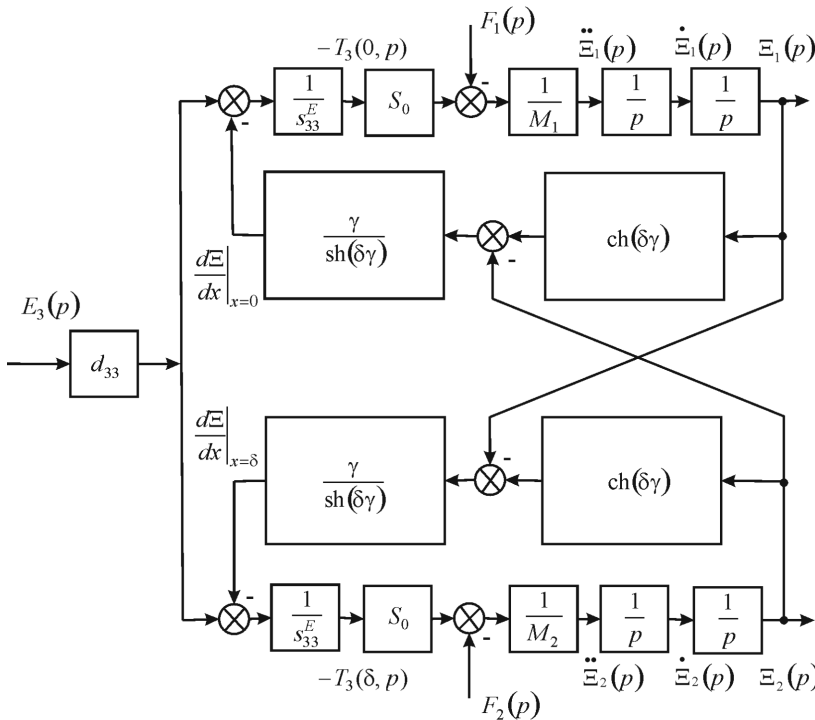 −T₃(0, p)
F₁(p)
Ξ̈₁(p)
Ξ̇₁(p)
Ξ₁(p)
-
-
1/s₃₃ᴱ
S₀
1/M₁
1/p
1/p
γ/sh(δγ)
ch(δγ)
-
dΞ/dx|ₓ₌₀
E₃(p)
d₃₃
dΞ/dx|ₓ₌δ
-
γ/sh(δγ)
ch(δγ)
-
-
1/s₃₃ᴱ
S₀
1/M₂
1/p
1/p
−T₃(δ, p)
F₂(p)
Ξ̈₂(p)
Ξ̇₂(p)
Ξ₂(p)